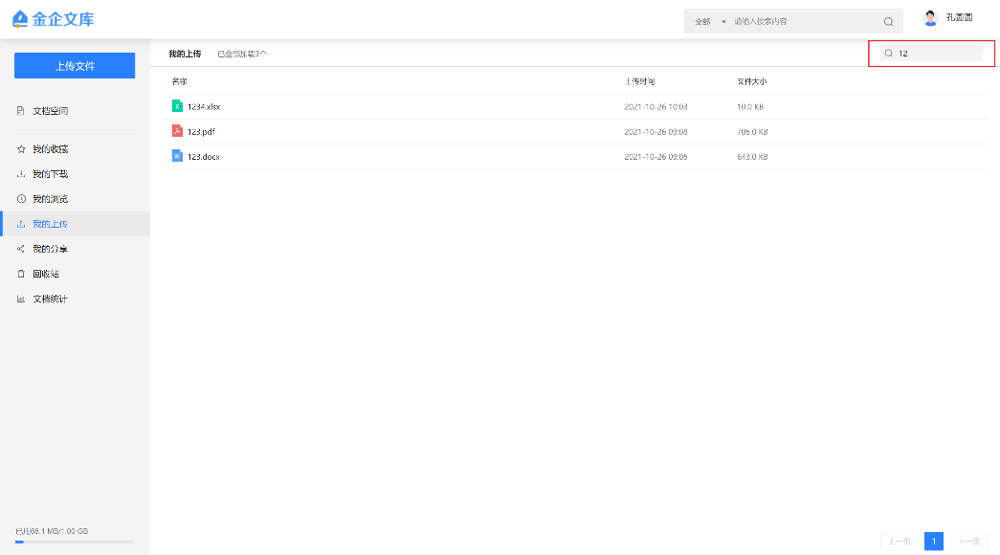 金企文库
全部 请输入搜索内容
孔圆圆
上传文件
我的上传 已全部加载3个
12
名称 上传时间 文件大小
文档空间
1234.xlsx 2021-10-26 10:03 10.0 KB
123.pdf 2021-10-26 09:08 705.0 KB
123.docx 2021-10-26 09:05 643.0 KB
我的收藏
我的下载
我的浏览
我的上传
我的分享
回收站
文档统计
已用68.1 MB/1.00 GB
上一页 1 下一页